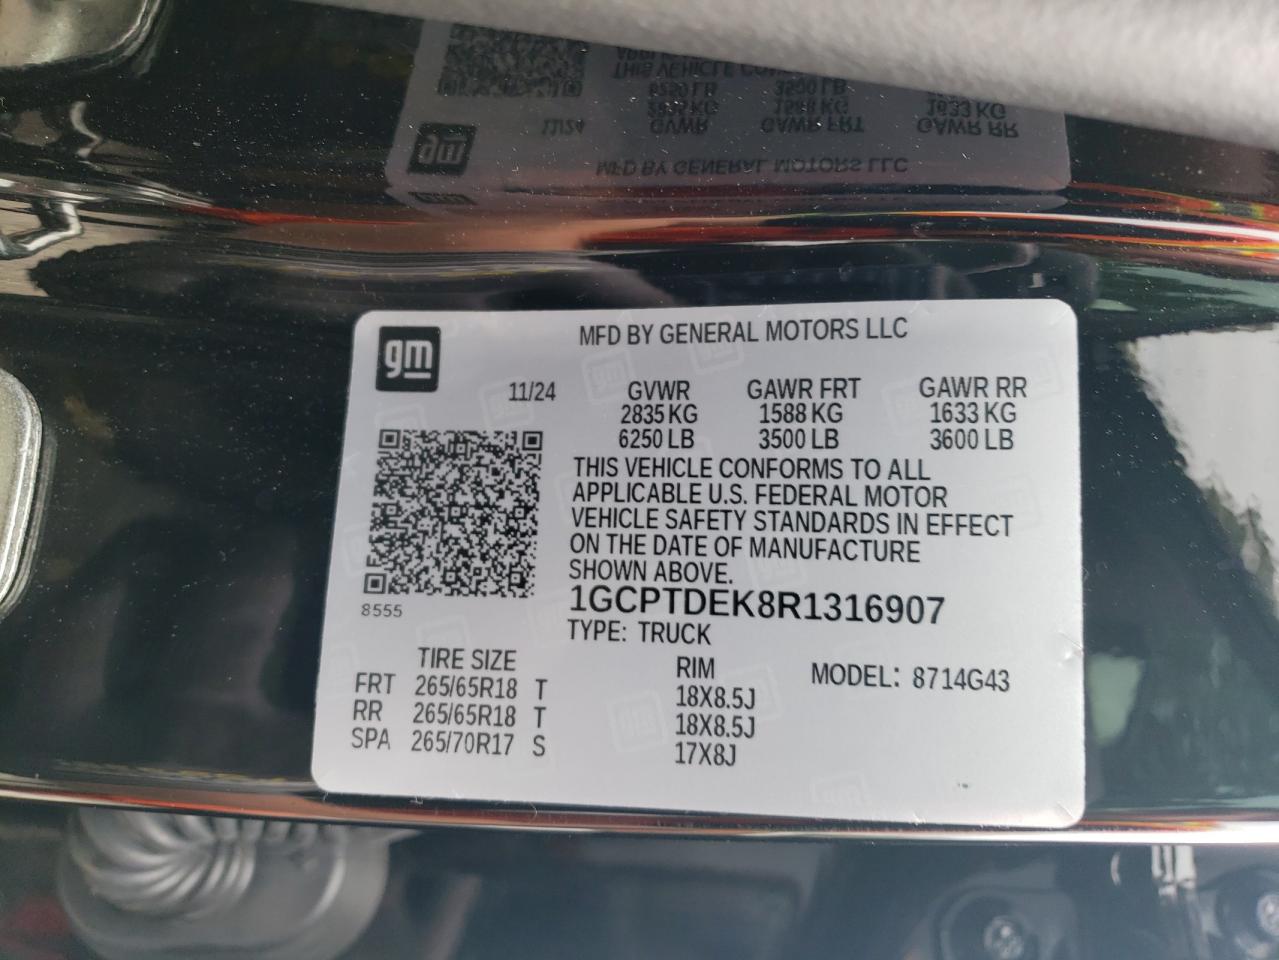 gm
MFD BY GENERAL MOTORS LLC
11/24 GVWR GAWR FRT GAWR RR
2835 KG 1588 KG 1633 KG
6250 LB 3500 LB 3600 LB
THIS VEHICLE CONFORMS TO ALL
APPLICABLE U.S. FEDERAL MOTOR
VEHICLE SAFETY STANDARDS IN EFFECT
ON THE DATE OF MANUFACTURE
SHOWN ABOVE.
8555
1GCPTDEK8R1316907
TYPE: TRUCK
TIRE SIZE RIM MODEL: 8714G43
FRT 265/65R18 T 18X8.5J
RR 265/65R18 T 18X8.5J
SPA 265/70R17 S 17X8J